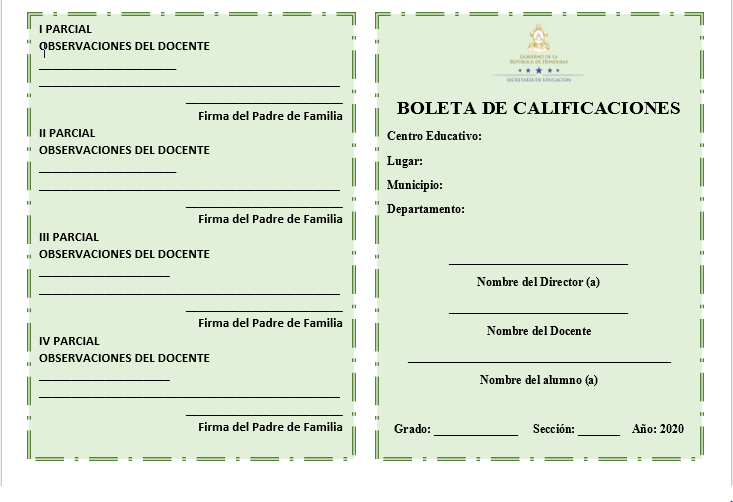 I PARCIAL
OBSERVACIONES DEL DOCENTE
Firma del Padre de Familia
II PARCIAL
OBSERVACIONES DEL DOCENTE
Firma del Padre de Familia
III PARCIAL
OBSERVACIONES DEL DOCENTE
Firma del Padre de Familia
IV PARCIAL
OBSERVACIONES DEL DOCENTE
Firma del Padre de Familia
GOBIERNO DE LA
REPÚBLICA DE HONDURAS
SECRETARÍA DE EDUCACIÓN
BOLETA DE CALIFICACIONES
Centro Educativo:
Lugar:
Municipio:
Departamento:
Nombre del Director (a)
Nombre del Docente
Nombre del alumno (a)
Grado: ______________ Sección: _______ Año: 2020